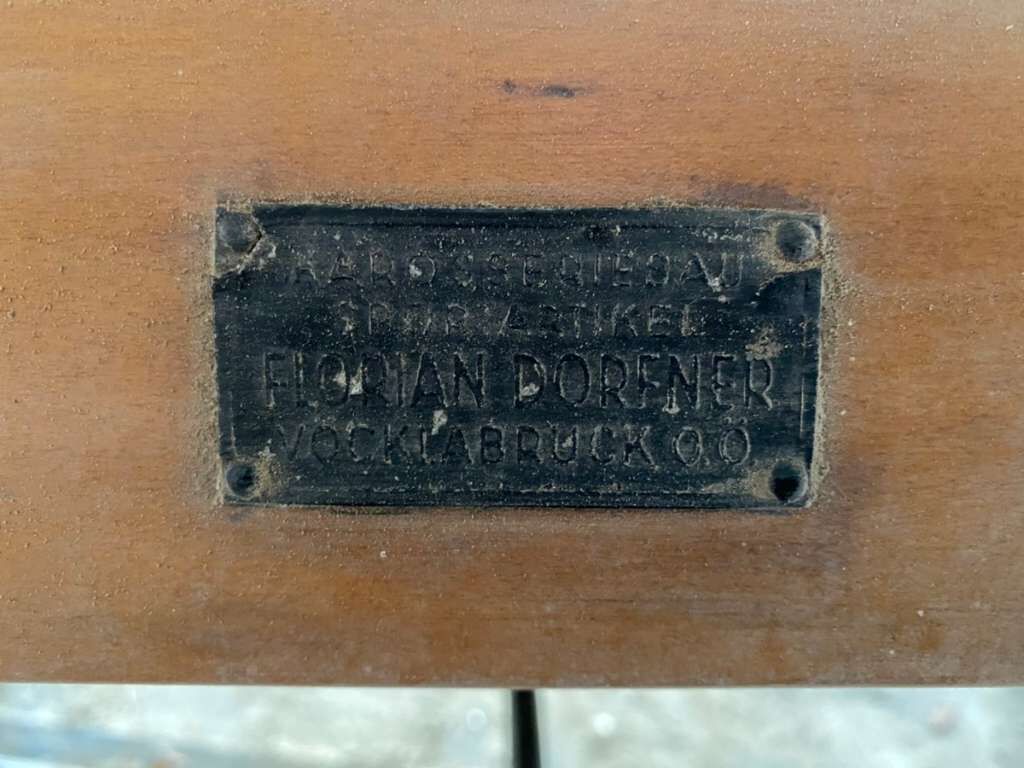 KAROSSERIEBAU
SPORTARTIKEL
FLORIAN DORFNER
VÖCKLABRUCK O.Ö.